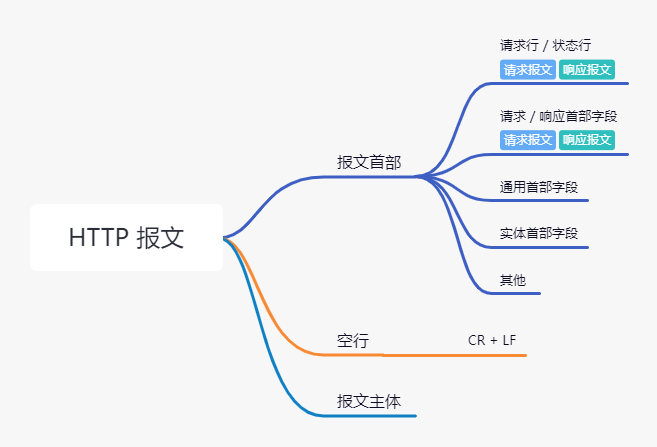 HTTP 报文
报文首部
请求行 / 状态行
请求报文 响应报文
请求 / 响应首部字段
请求报文 响应报文
通用首部字段
实体首部字段
其他
空行
CR + LF
报文主体